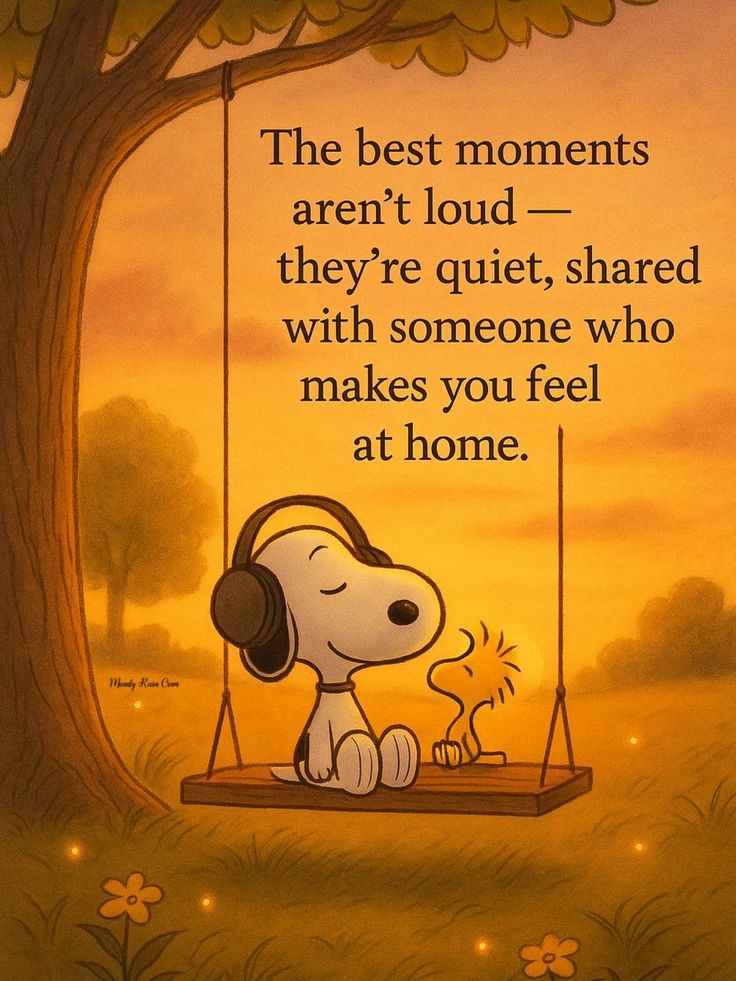 The best moments
aren't loud —
they're quiet, shared
with someone who
makes you feel
at home.